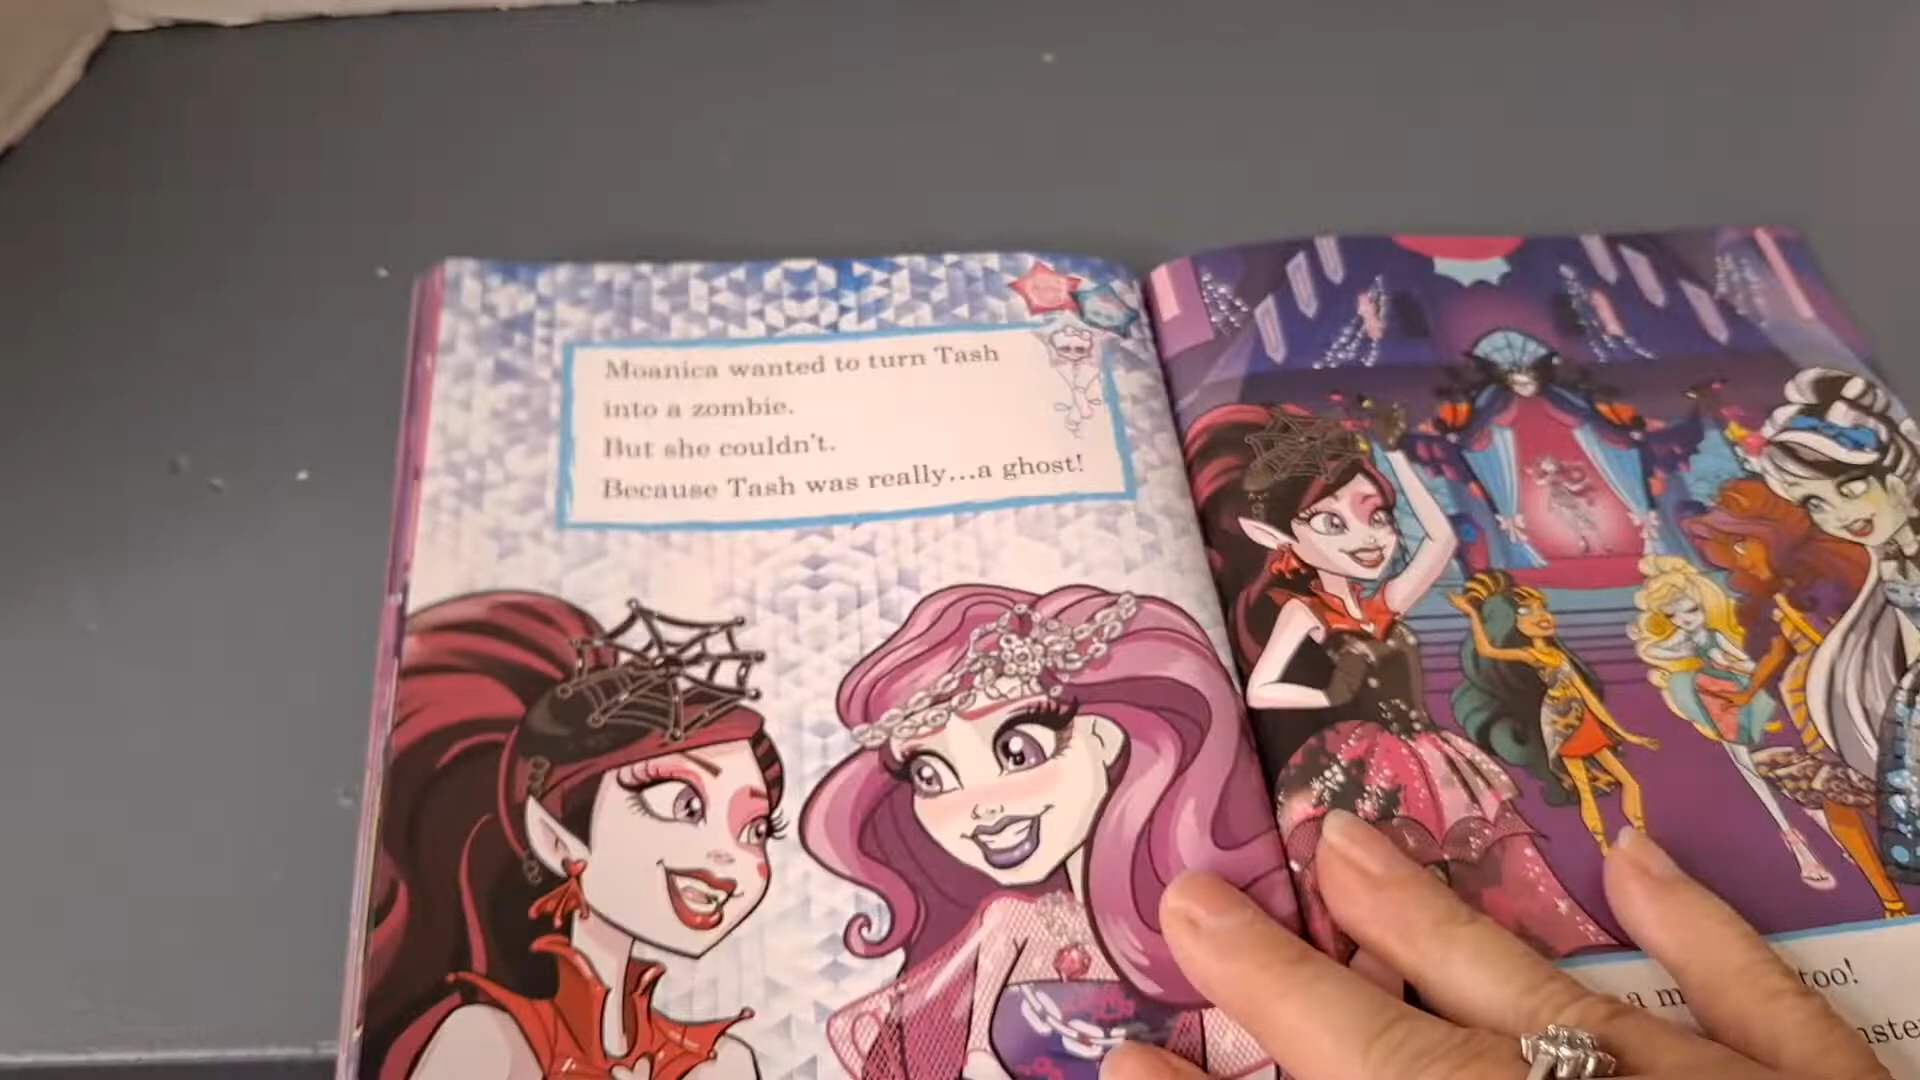 Moanica wanted to turn Tash
into a zombie.
But she couldn't.
Because Tash was really...a ghost!
a too!